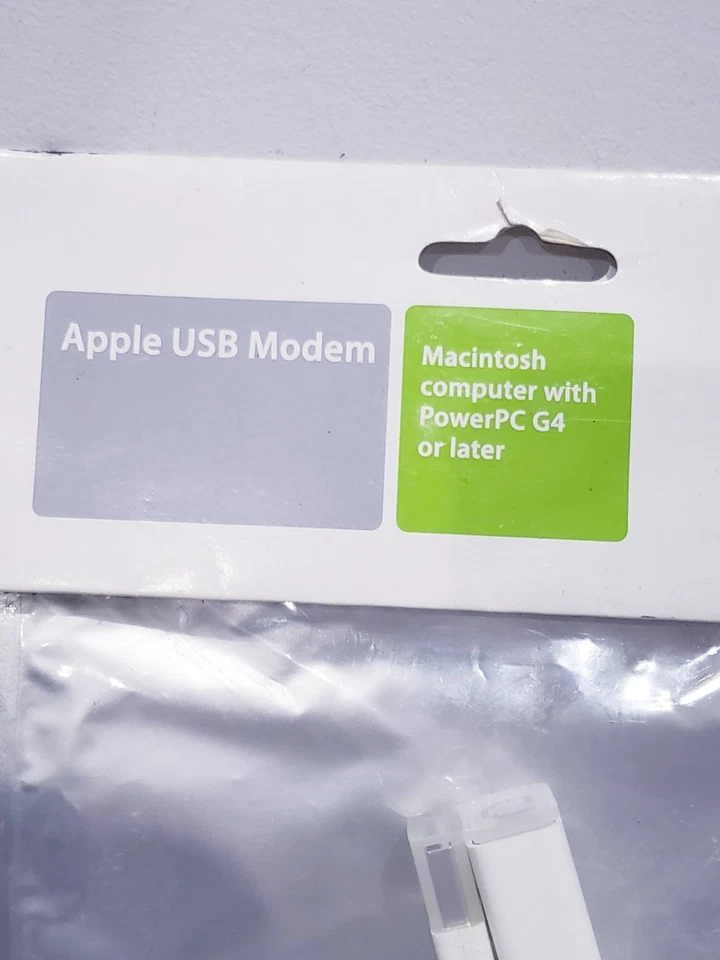 Apple USB Modem
Macintosh
computer with
PowerPC G4
or later